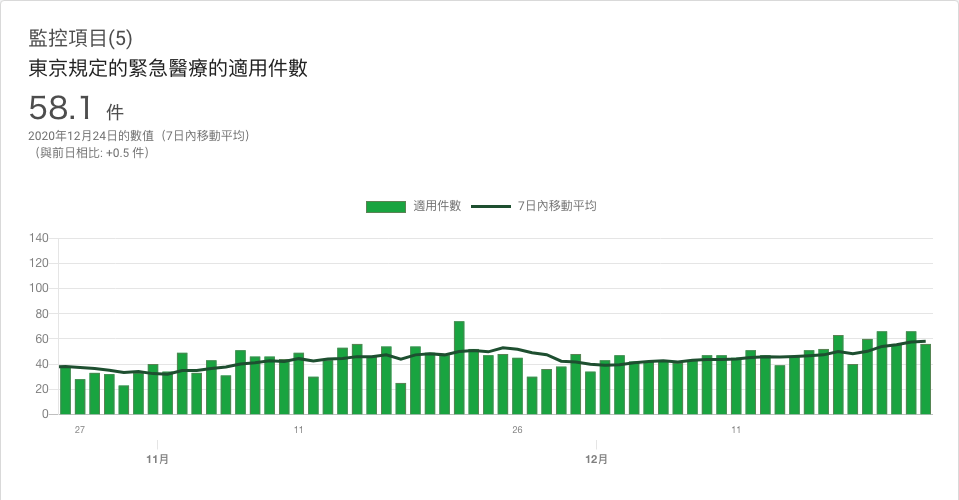 監控項目(5)
東京規定的緊急醫療的適用件數
58.1 件
2020年12月24日的數值（7日內移動平均）
（與前日相比: +0.5 件）
適用件數 7日內移動平均
140
120
100
80
60
40
20
0
27 11 26 11
11月 12月